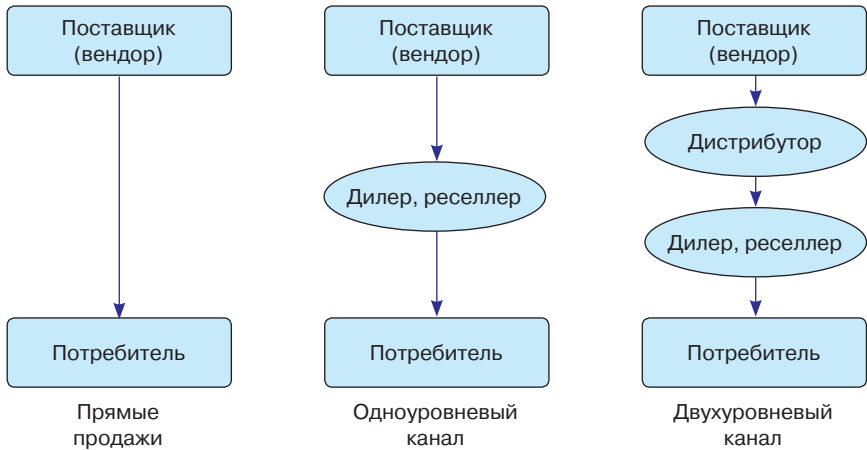 Поставщик
(вендор)
Потребитель
Прямые
продажи
Поставщик
(вендор)
Дилер, реселлер
Потребитель
Одноуровневый
канал
Поставщик
(вендор)
Дистрибутор
Дилер, реселлер
Потребитель
Двухуровневый
канал